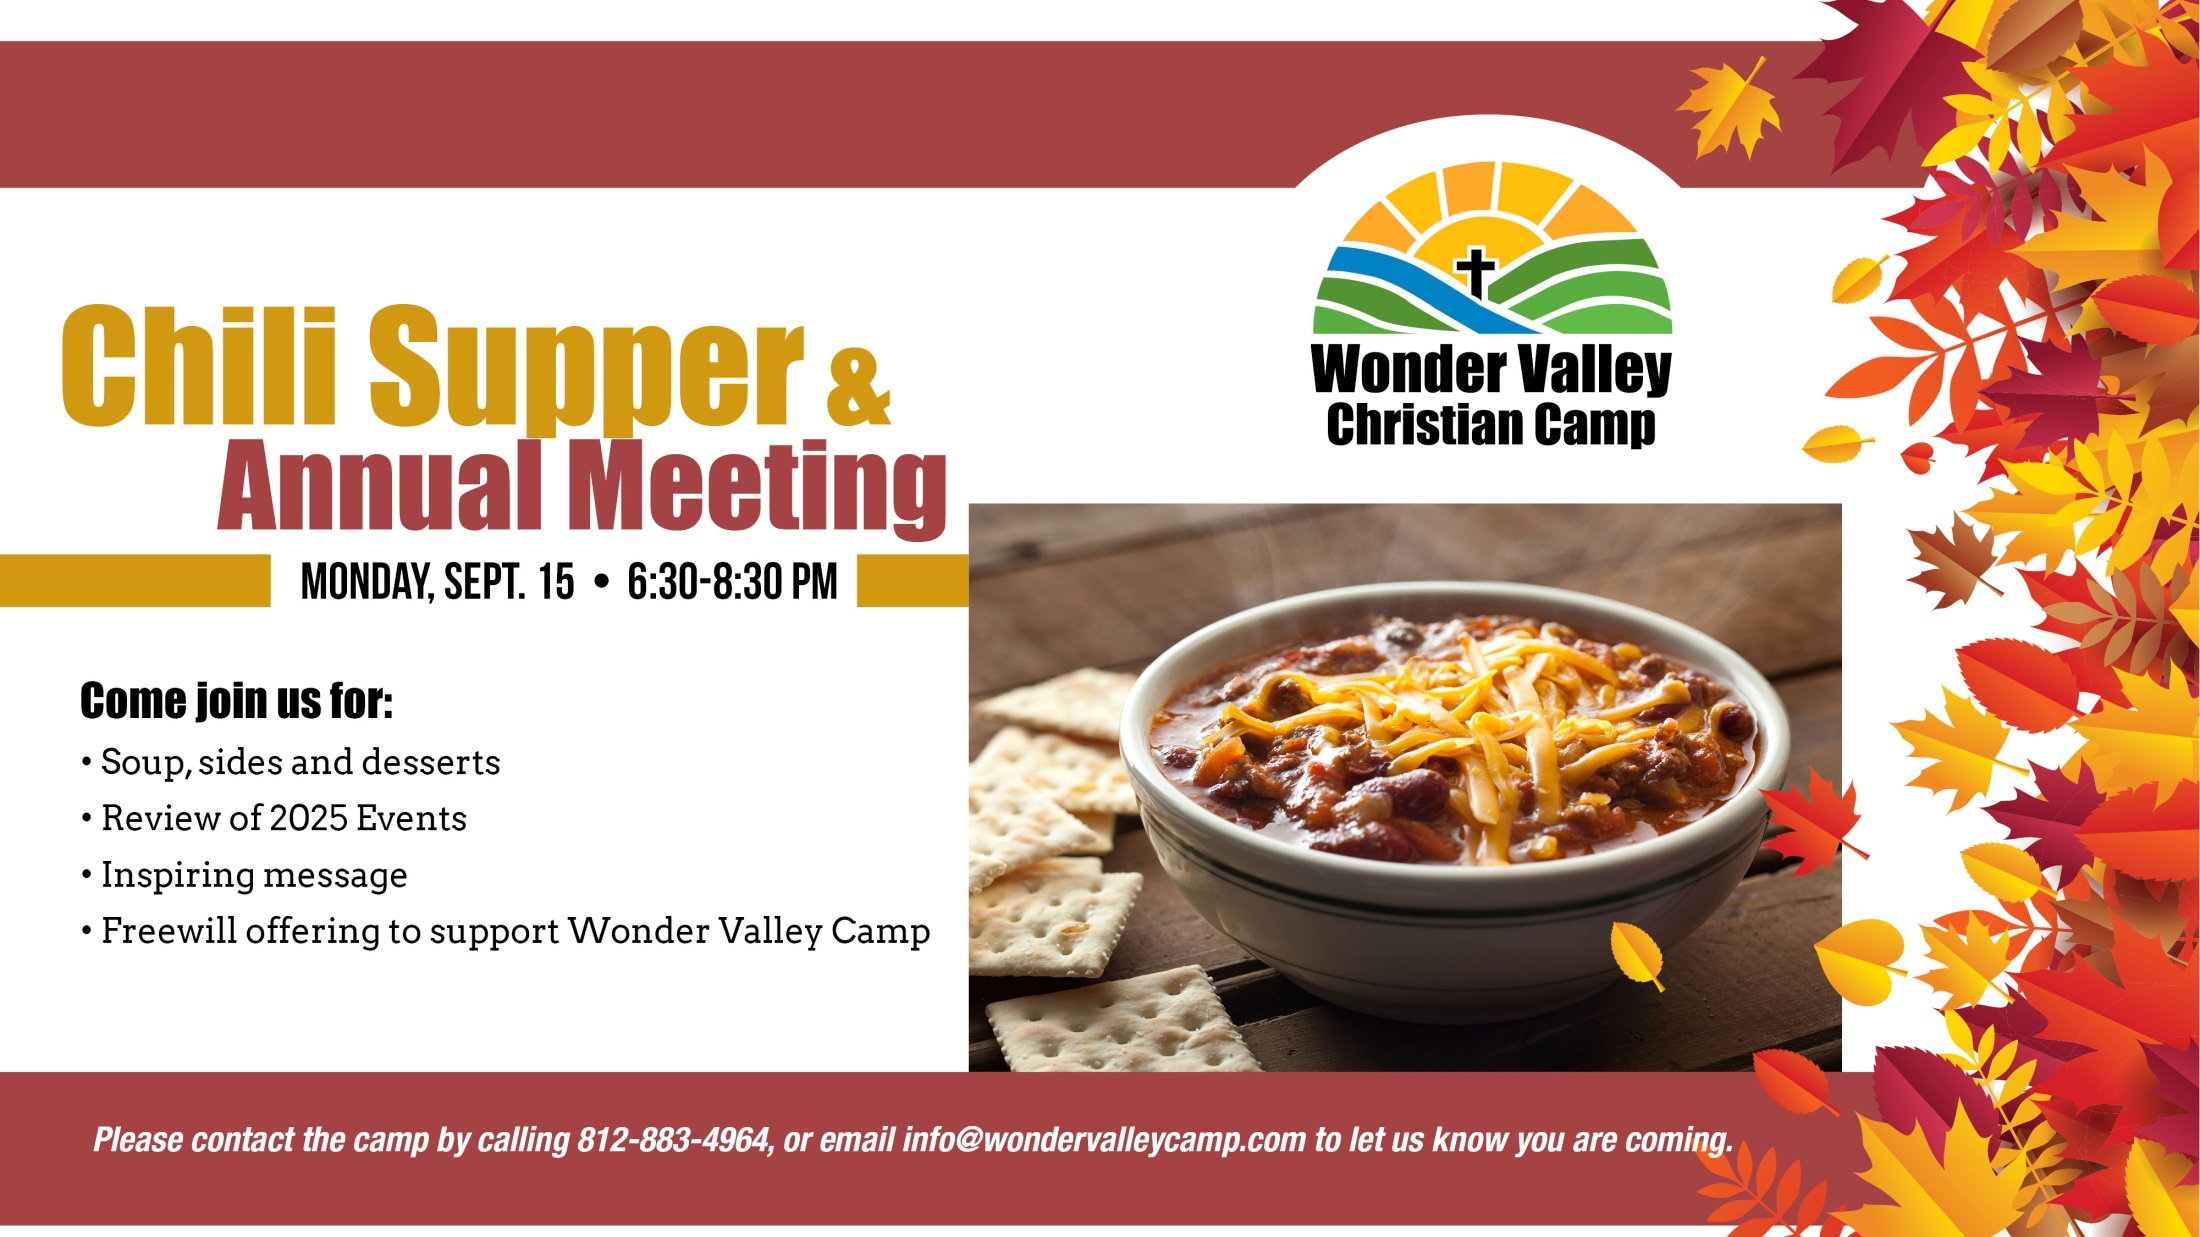 Chili Supper &
Annual Meeting
MONDAY, SEPT. 15 • 6:30-8:30 PM
Come join us for:
• Soup, sides and desserts
• Review of 2025 Events
• Inspiring message
• Freewill offering to support Wonder Valley Camp
Wonder Valley
Christian Camp
Please contact the camp by calling 812-883-4964, or email info@wondervalleycamp.com to let us know you are coming.